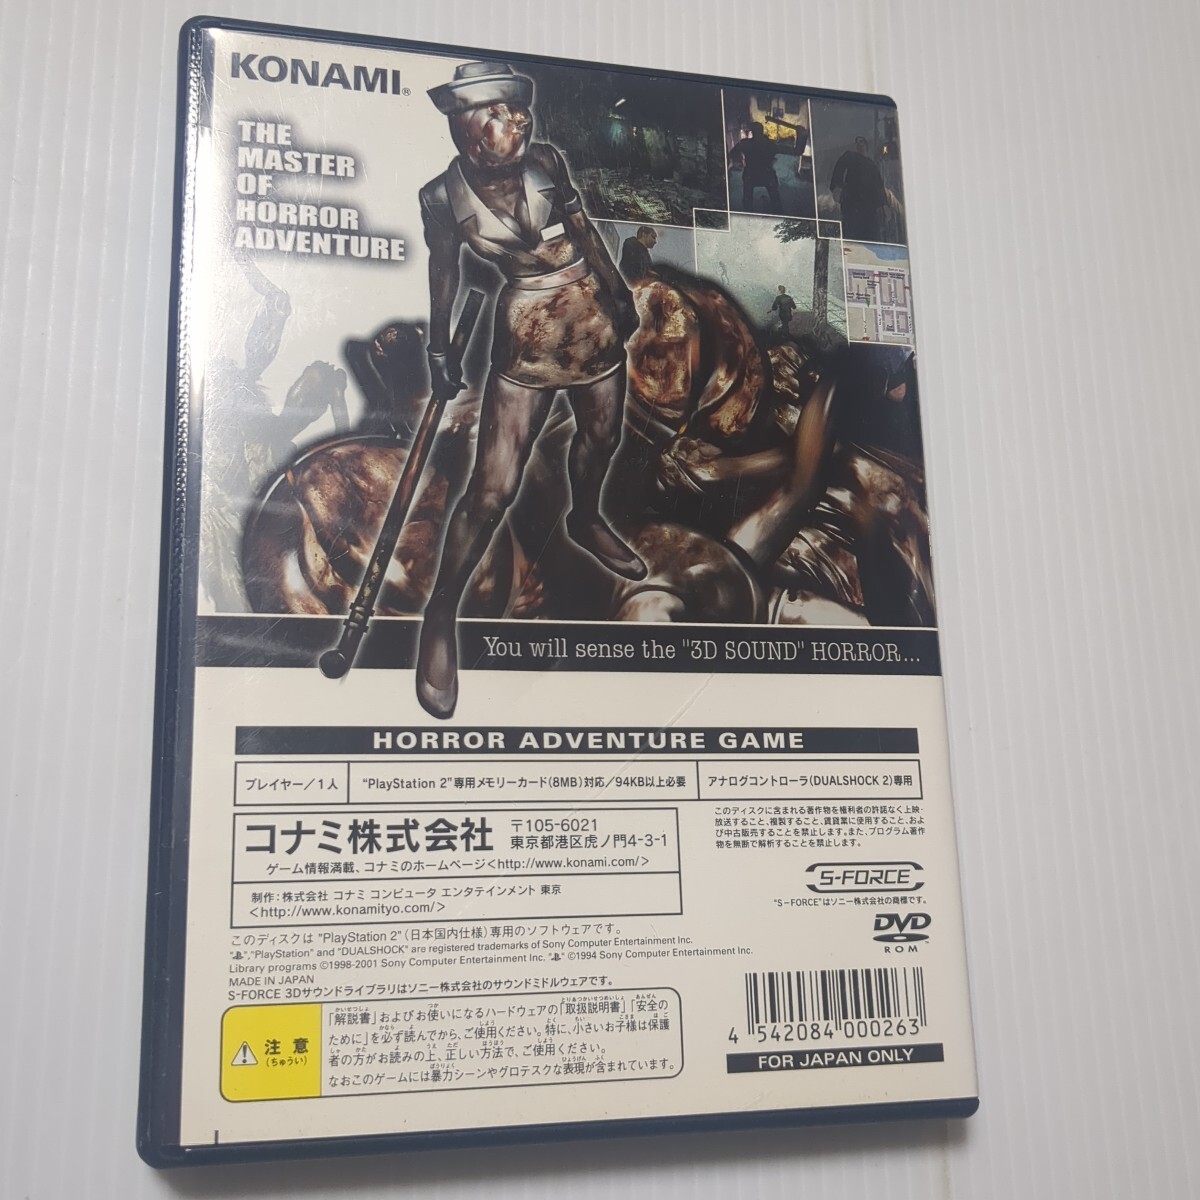 KONAMI®
THE
MASTER
OF
HORROR
ADVENTURE
You will sense the "3D SOUND" HORROR...
HORROR ADVENTURE GAME
プレイヤー/1人
"PlayStation 2"専用メモリーカード(8MB)対応/94KB以上必要
アナログコントローラ(DUALSHOCK 2)専用
コナミ株式会社
〒105-6021
東京都港区虎ノ門4-3-1
ゲーム情報満載、コナミのホームページ<http://www.konami.com/>
制作:株式会社 コナミ コンピュータ エンタテインメント 東京
<http://www.konamityo.com/>
このディスクに含まれる著作物を権利者の許諾なく上映・
放送すること、複製すること、賃貸業に使用すること、およ
び中古販売することを禁止します。また、プログラム著作
物を無断で解析することも禁止します。
S-FORCE
"S-FORCE"はソニー株式会社の商標です。
DVD
ROM
このディスクは "PlayStation 2"(日本国内仕様)専用のソフトウェアです。
","PlayStation" and "DUALSHOCK" are registered trademarks of Sony Computer Entertainment Inc.
Library programs ©1998-2001 Sony Computer Entertainment Inc. " " ©1994 Sony Computer Entertainment Inc.
MADE IN JAPAN
S-FORCE 3Dサウンドライブラリはソニー株式会社のサウンドミドルウェアです。
注意
(ちゅうい)
「解説書」およびお使いになるハードウェアの「取扱説明書」「安全の
ために」を必ず読んでから、ご使用ください。特に、小さいお子様は保護
者の方がお読みの上、正しい方法で、ご使用ください。
なおこのゲームには暴力シーンやグロテスクな表現が含まれています。
4 542084 000263
FOR JAPAN ONLY